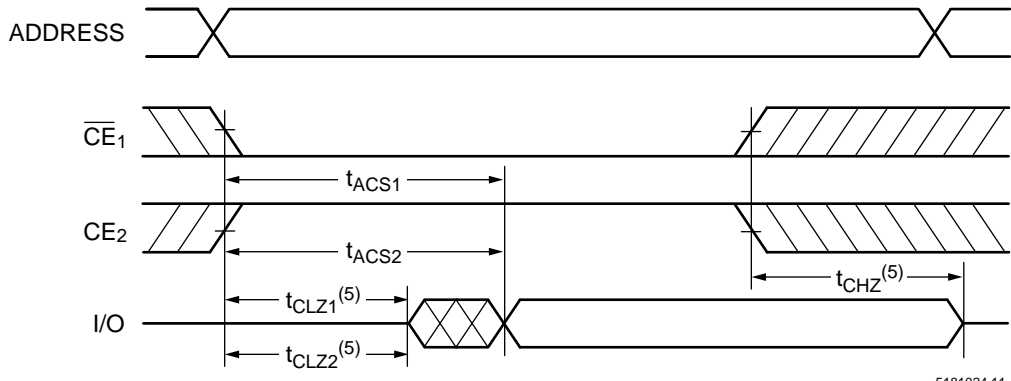 ADDRESS
CE1
tACS1
CE2
tACS2
tCHZ(5)
tCLZ1(5)
I/O
tCLZ2(5)